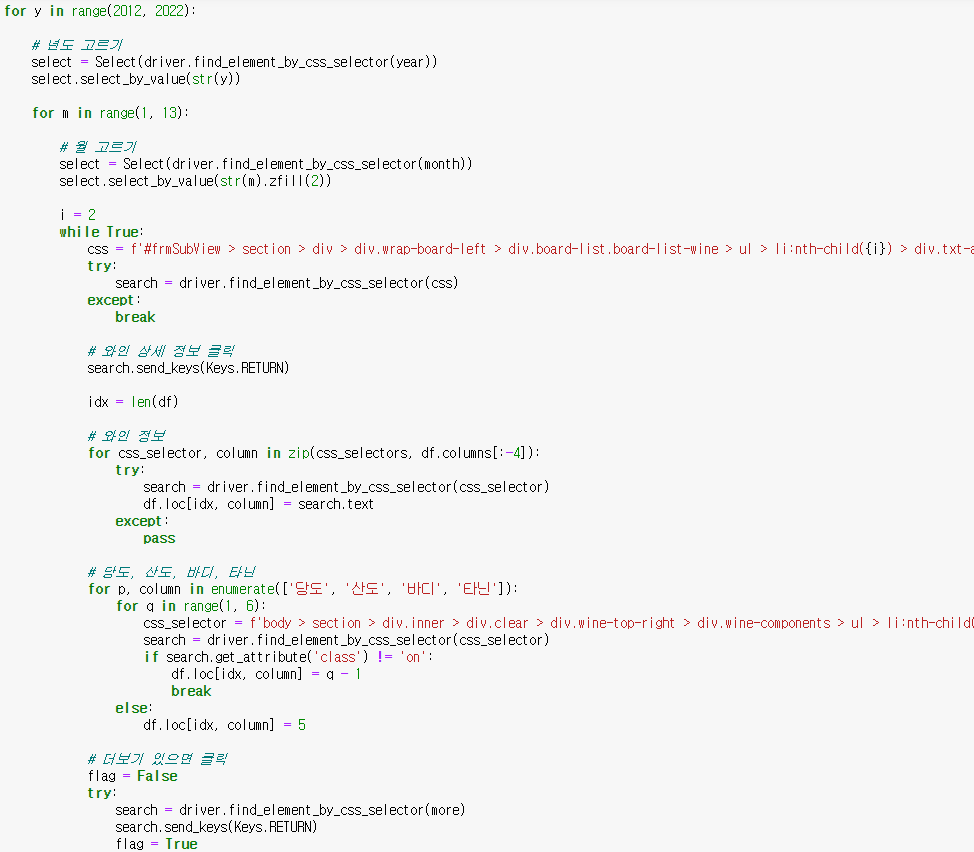 for y in range(2012, 2022):
# 년도 고르기
select = Select(driver.find_element_by_css_selector(year))
select.select_by_value(str(y))
for m in range(1, 13):
# 월 고르기
select = Select(driver.find_element_by_css_selector(month))
select.select_by_value(str(m).zfill(2))
i = 2
while True:
css = f'#frmSubView > section > div > div.wrap-board-left > div.board-list.board-list-wine > ul > li:nth-child({i}) > div.txt-a
try:
search = driver.find_element_by_css_selector(css)
except:
break
# 와인 상세 정보 클릭
search.send_keys(Keys.RETURN)
idx = len(df)
# 와인 정보
for css_selector, column in zip(css_selectors, df.columns[:-4]):
try:
search = driver.find_element_by_css_selector(css_selector)
df.loc[idx, column] = search.text
except:
pass
# 당도, 산도, 바디, 타닌
for p, column in enumerate(['당도', '산도', '바디', '타닌']):
for q in range(1, 6):
css_selector = f'body > section > div.inner > div.clear > div.wine-top-right > div.wine-components > ul > li:nth-child(
search = driver.find_element_by_css_selector(css_selector)
if search.get_attribute('class') != 'on':
df.loc[idx, column] = q - 1
break
else:
df.loc[idx, column] = 5
# 더보기 있으면 클릭
flag = False
try:
search = driver.find_element_by_css_selector(more)
search.send_keys(Keys.RETURN)
flag = True